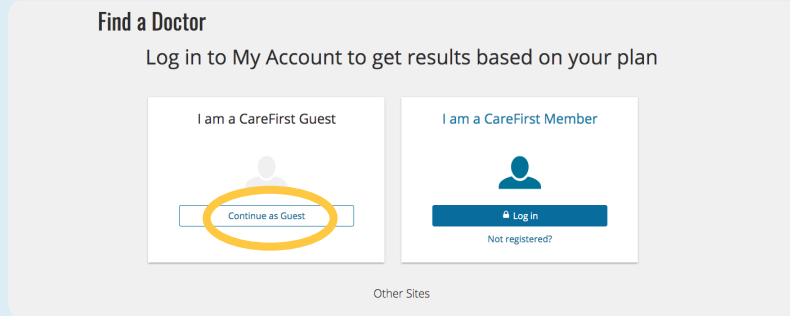 Find a Doctor
Log in to My Account to get results based on your plan
I am a CareFirst Guest
Continue as Guest
I am a CareFirst Member
Log in
Not registered?
Other Sites